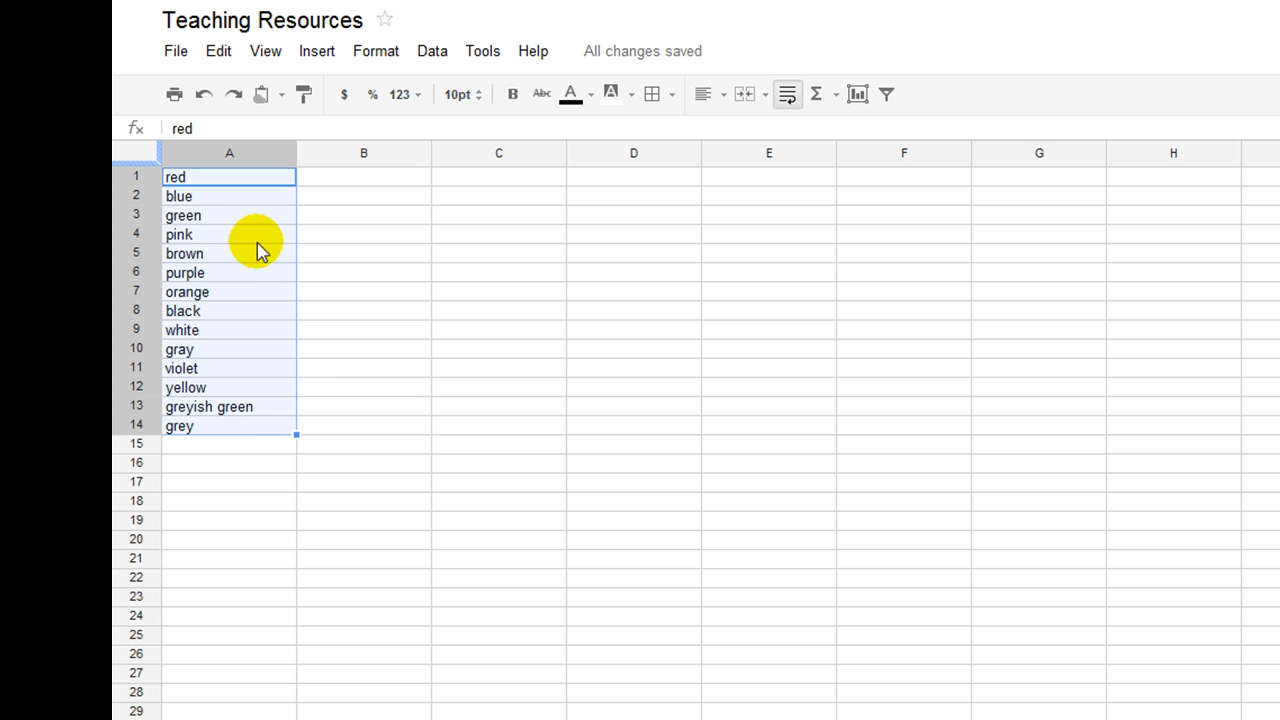 Teaching Resources
File Edit View Insert Format Data Tools Help All changes saved
$ % 123 10pt B Abc A A Σ
fx red
A B C D E F G H
1 red
2 blue
3 green
4 pink
5 brown
6 purple
7 orange
8 black
9 white
10 gray
11 violet
12 yellow
13 greyish green
14 grey
15
16
17
18
19
20
21
22
23
24
25
26
27
28
29